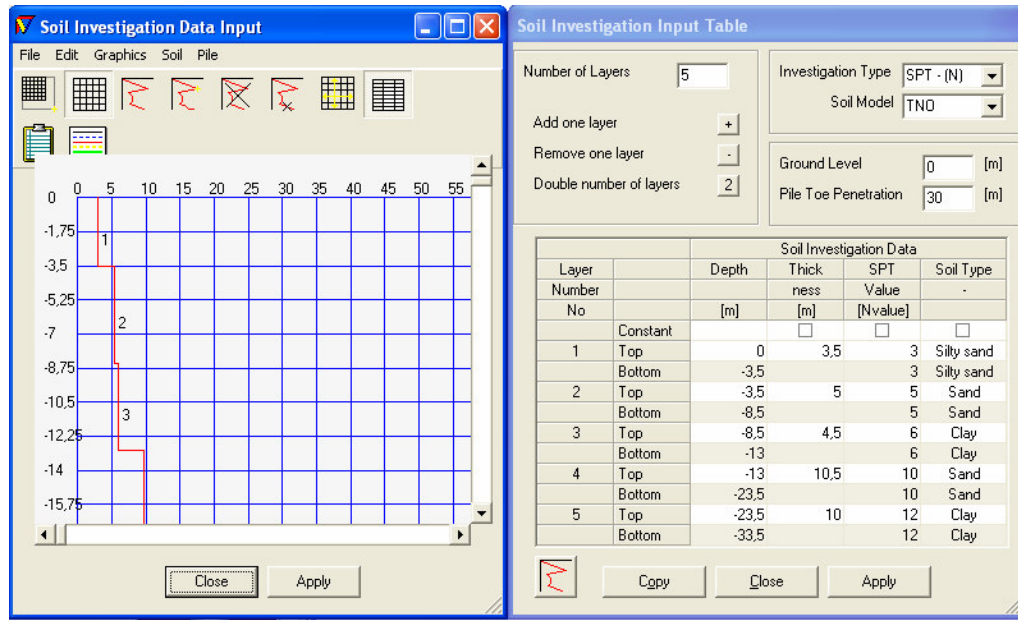 Soil Investigation Data Input
File Edit Graphics Soil Pile
0 5 10 15 20 25 30 35 40 45 50 55
0
-1,75
1
-3,5
-5,25
2
-7
-8,75
-10,5
3
-12,25
-14
-15,75
Close Apply
Soil Investigation Input Table
Number of Layers 5
Add one layer +
Remove one layer -
Double number of layers 2
Investigation Type SPT - (N)
Soil Model TNO
Ground Level 0 [m]
Pile Toe Penetration 30 [m]
Soil Investigation Data
Layer Depth Thick SPT Soil Type
Number ness Value -
No [m] [m] [Nvalue]
Constant
1 Top 0 3,5 3 Silty sand
Bottom -3,5 3 Silty sand
2 Top -3,5 5 5 Sand
Bottom -8,5 5 Sand
3 Top -8,5 4,5 6 Clay
Bottom -13 6 Clay
4 Top -13 10,5 10 Sand
Bottom -23,5 10 Sand
5 Top -23,5 10 12 Clay
Bottom -33,5 12 Clay
Copy Close Apply